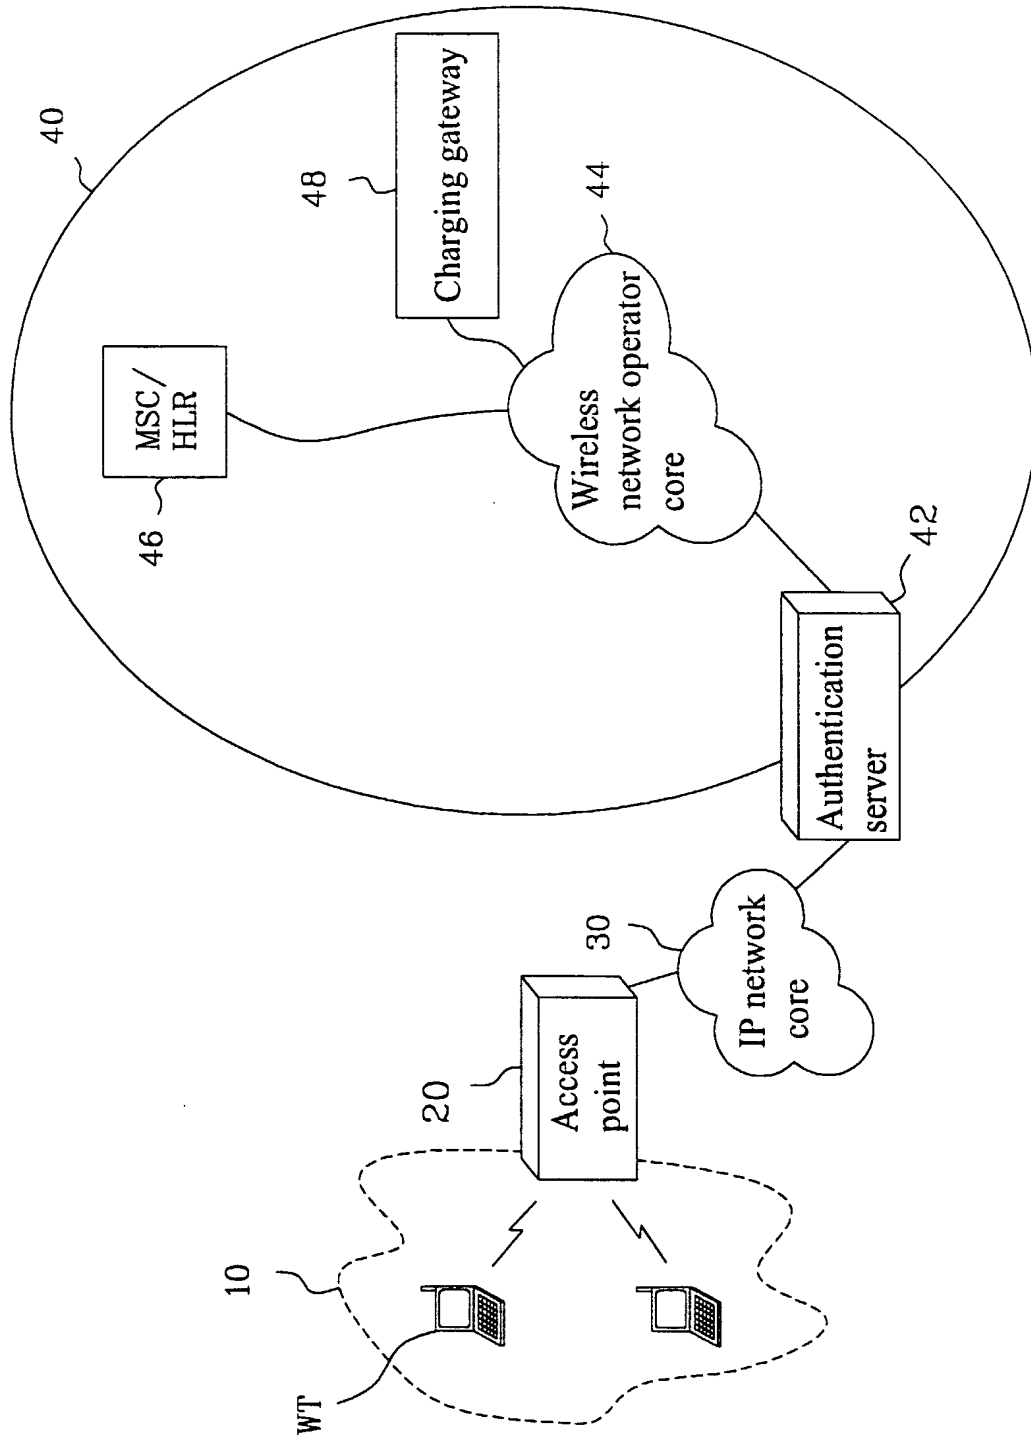 40
MSC/
HLR
46
48
Charging gateway
44
Wireless
network operator
core
42
Authentication
server
30
IP network
core
20
Access
point
10
WT